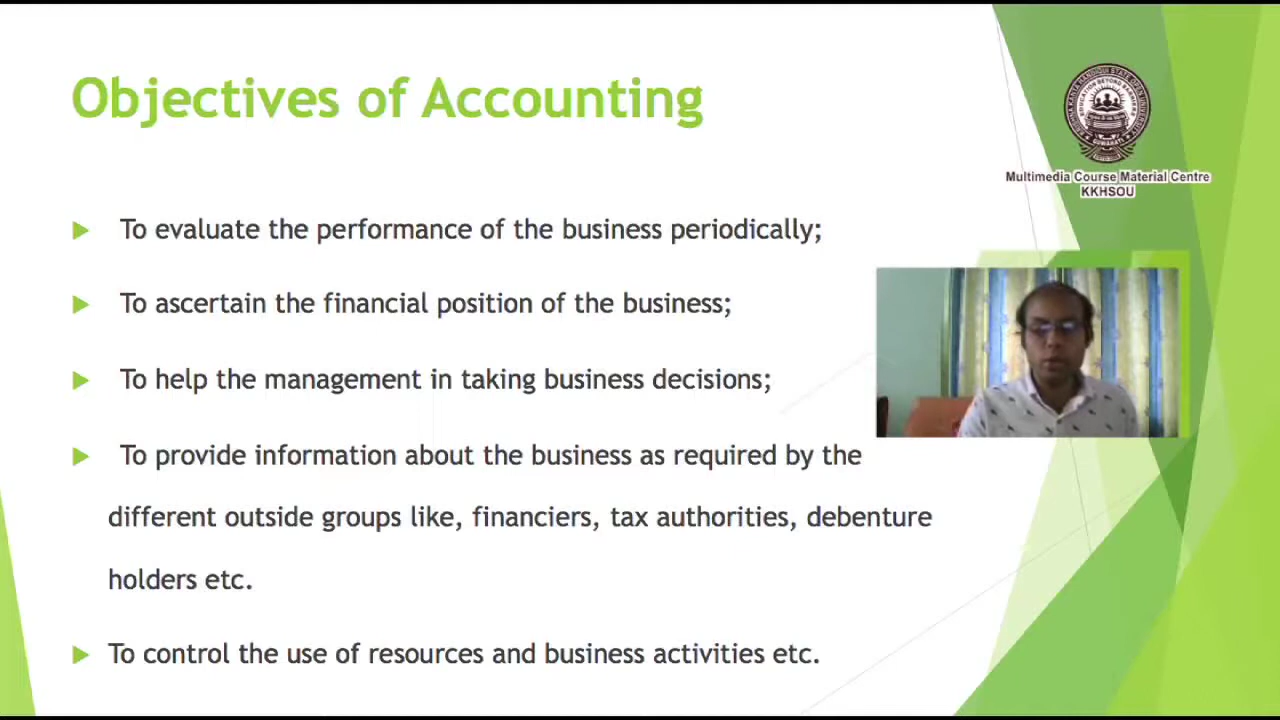 Objectives of Accounting
To evaluate the performance of the business periodically;
To ascertain the financial position of the business;
To help the management in taking business decisions;
To provide information about the business as required by the
different outside groups like, financiers, tax authorities, debenture
holders etc.
To control the use of resources and business activities etc.
Multimedia Course Material Centre
KKHSOU